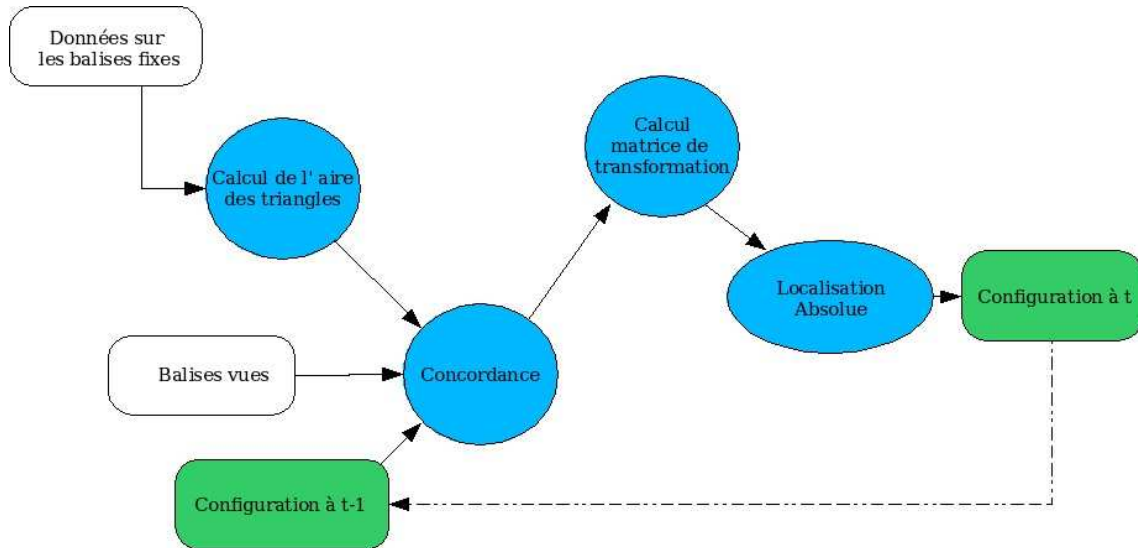 Données sur
les balises fixes
Calcul de l' aire
des triangles
Calcul
matrice de
transformation
Localisation
Absolue
Configuration à t
Balises vues
Concordance
Configuration à t-1